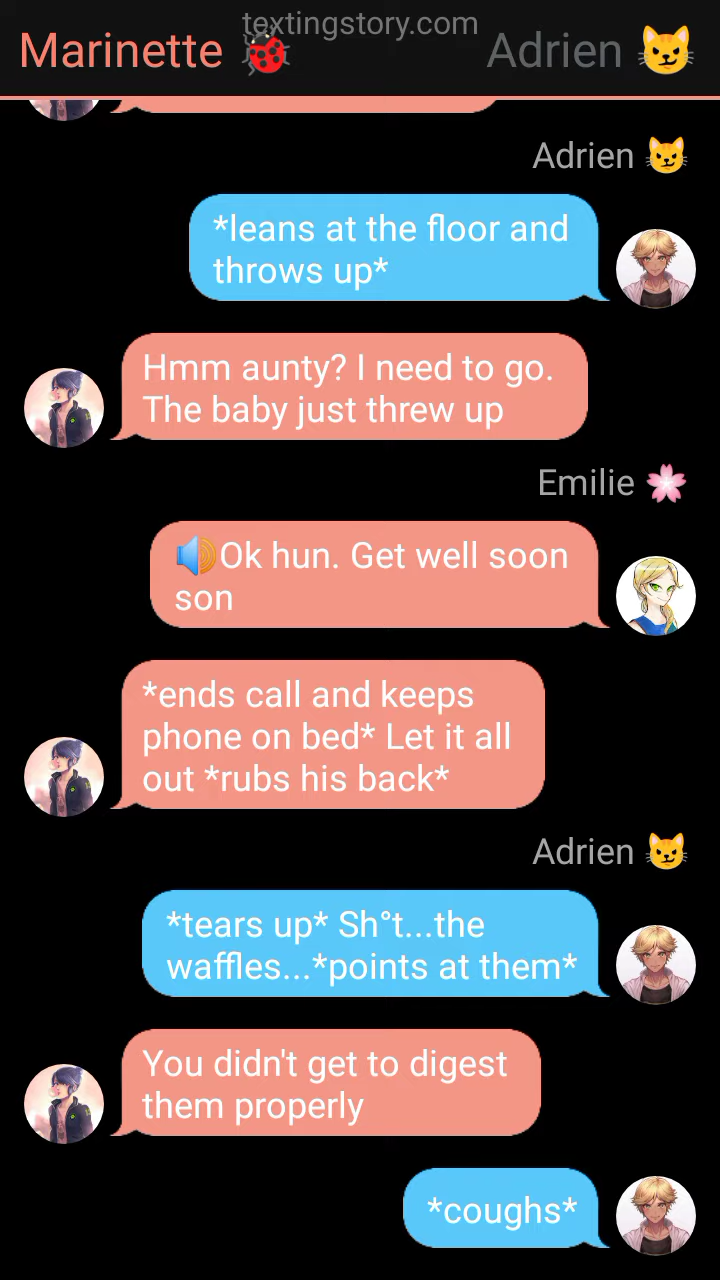 textingstory.com
Marinette 🐞 Adrien 😼
Adrien 😼
*leans at the floor and
throws up*
Hmm aunty? I need to go.
The baby just threw up
Emilie 🌸
🔊Ok hun. Get well soon
son
*ends call and keeps
phone on bed* Let it all
out *rubs his back*
Adrien 😼
*tears up* Sh°t...the
waffles...*points at them*
You didn't get to digest
them properly
*coughs*